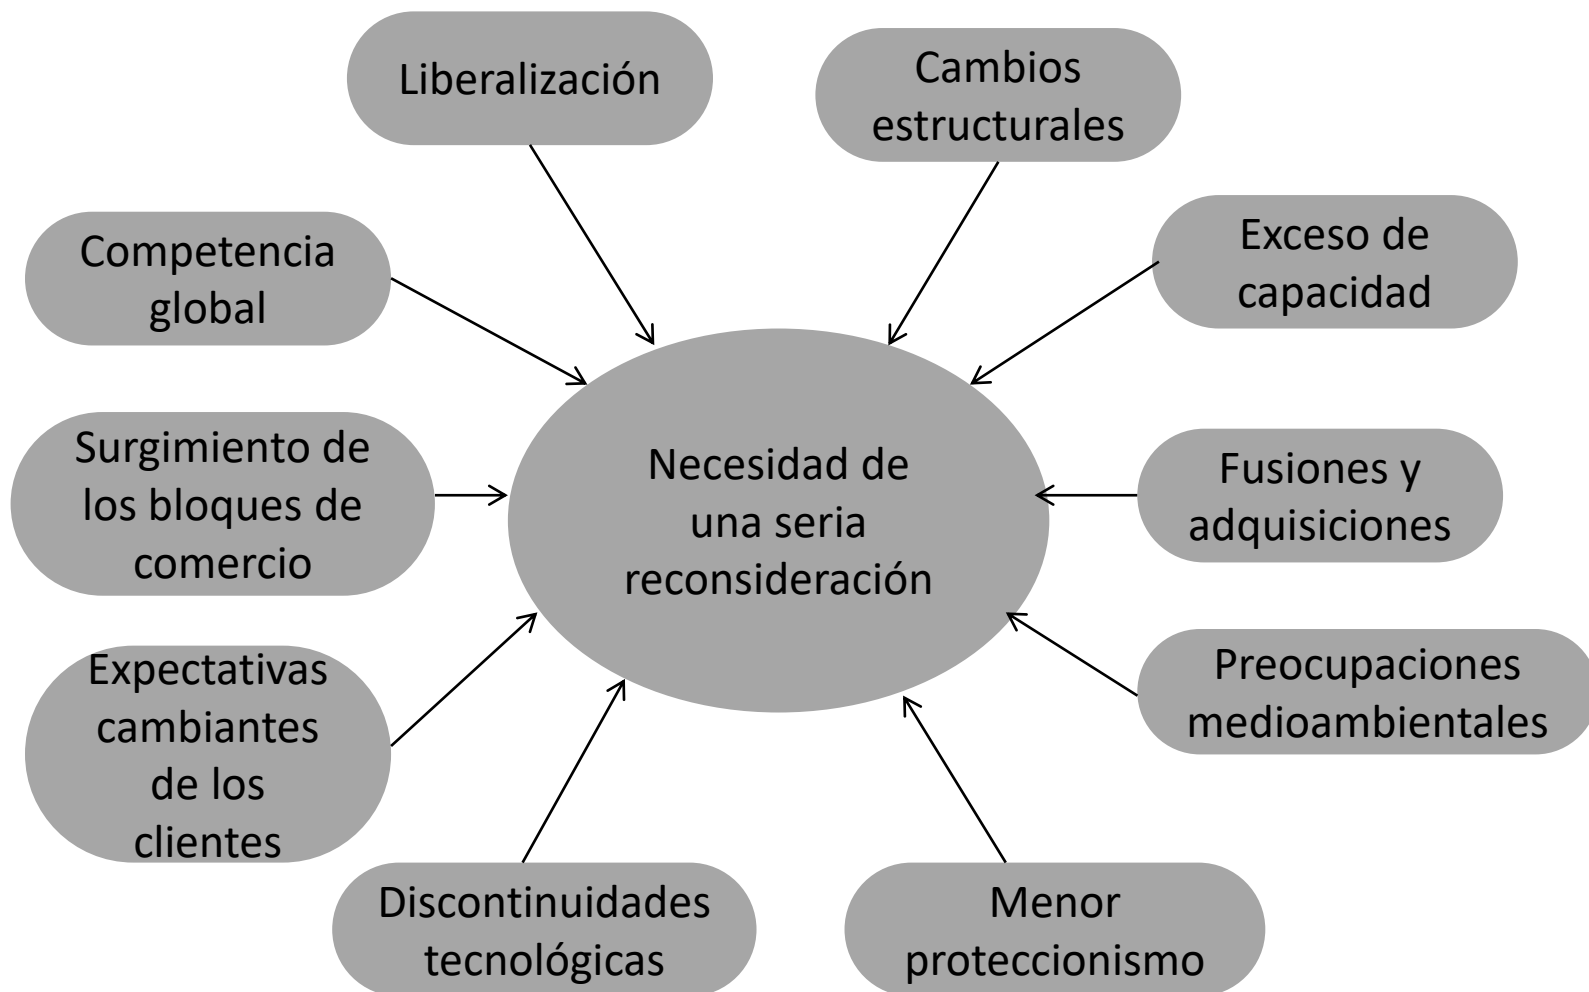 Liberalización
Cambios
estructurales
Competencia
global
Exceso de
capacidad
Surgimiento de
los bloques de
comercio
Necesidad de
una seria
reconsideración
Fusiones y
adquisiciones
Expectativas
cambiantes
de los
clientes
Preocupaciones
medioambientales
Discontinuidades
tecnológicas
Menor
proteccionismo